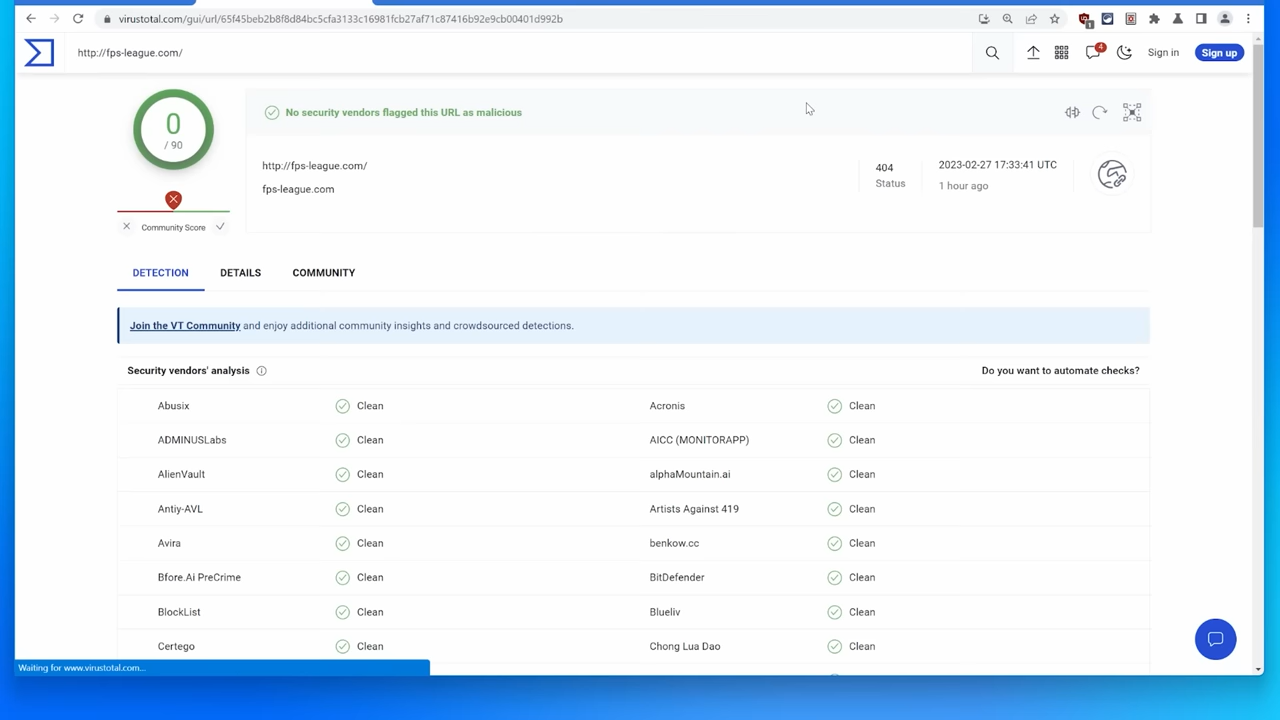 virustotal.com/gui/url/65f45beb2b8f8d84bc5cfa3133c16981fcb27af71c87416b92e9cb00401d992b
http://fps-league.com/
4
Sign in
Sign up
0
/ 90
No security vendors flagged this URL as malicious
http://fps-league.com/
fps-league.com
404
Status
2023-02-27 17:33:41 UTC
1 hour ago
Community Score
DETECTION
DETAILS
COMMUNITY
Join the VT Community and enjoy additional community insights and crowdsourced detections.
Security vendors' analysis
Do you want to automate checks?
Abusix Clean Acronis Clean
ADMINUSLabs Clean AICC (MONITORAPP) Clean
AlienVault Clean alphaMountain.ai Clean
Antiy-AVL Clean Artists Against 419 Clean
Avira Clean benkow.cc Clean
Bfore.Ai PreCrime Clean BitDefender Clean
BlockList Clean Blueliv Clean
Certego Clean Chong Lua Dao Clean
Waiting for www.virustotal.com...